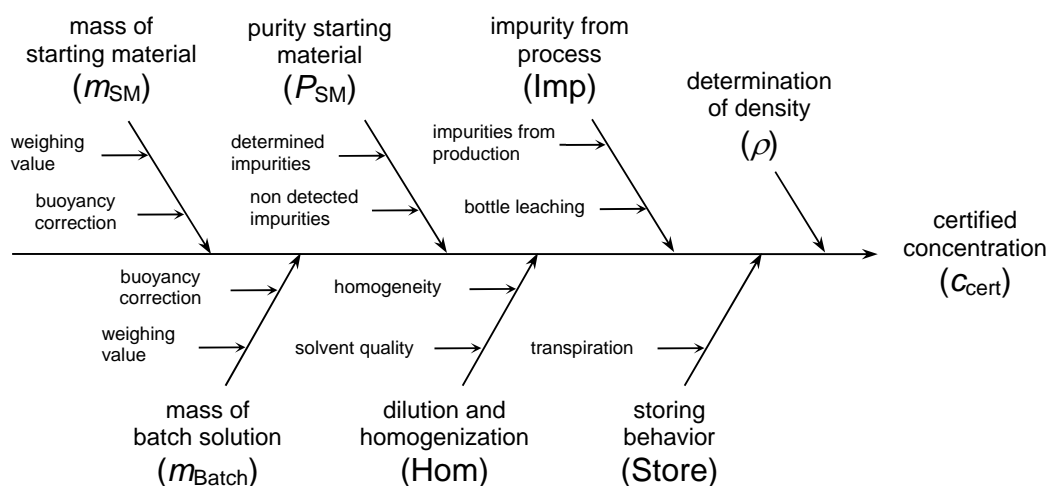 mass of
starting material
(mSM)
purity starting
material
(PSM)
impurity from
process
(Imp)
determination
of density
(ρ)
weighing
value
buoyancy
correction
determined
impurities
non detected
impurities
impurities from
production
bottle leaching
certified
concentration
(ccert)
buoyancy
correction
weighing
value
homogeneity
solvent quality
transpiration
mass of
batch solution
(mBatch)
dilution and
homogenization
(Hom)
storing
behavior
(Store)